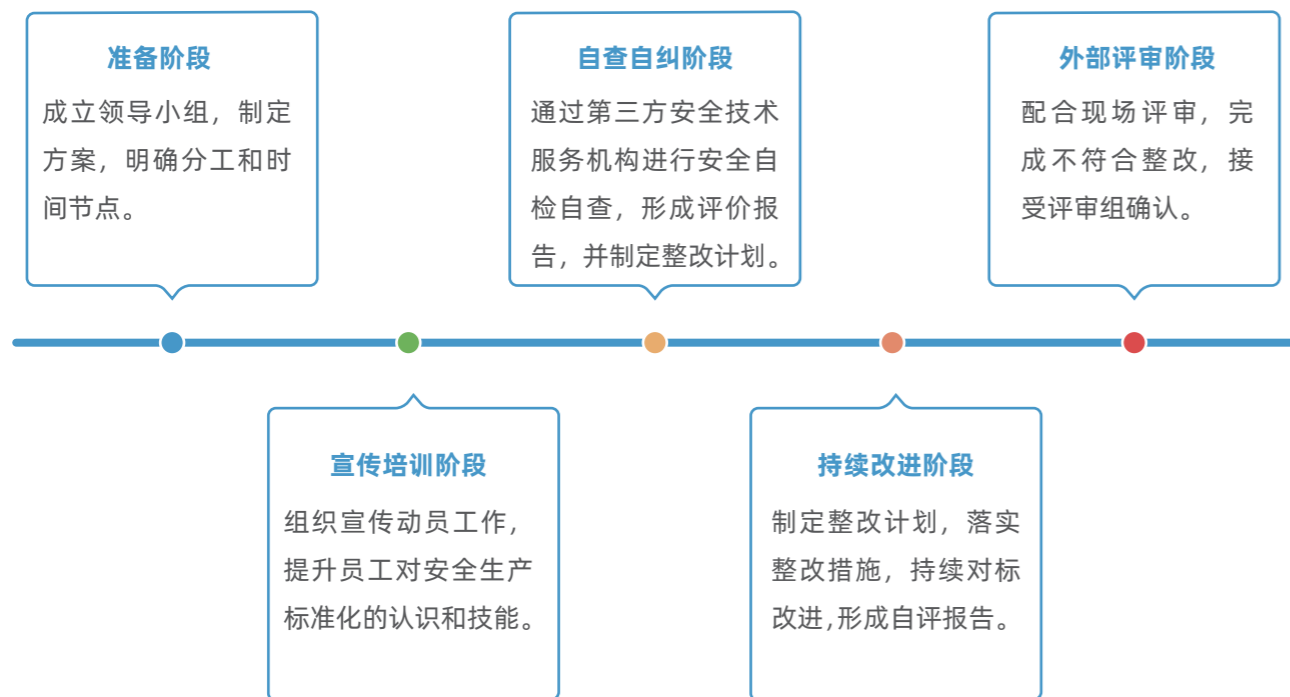 准备阶段
成立领导小组，制定
方案，明确分工和时
间节点。
自查自纠阶段
通过第三方安全技术
服务机构进行安全自
检自查，形成评价报
告，并制定整改计划。
外部评审阶段
配合现场评审，完
成不符合整改，接
受评审组确认。
宣传培训阶段
组织宣传动员工作，
提升员工对安全生产
标准化的认识和技能。
持续改进阶段
制定整改计划，落实
整改措施，持续对标
改进,形成自评报告。